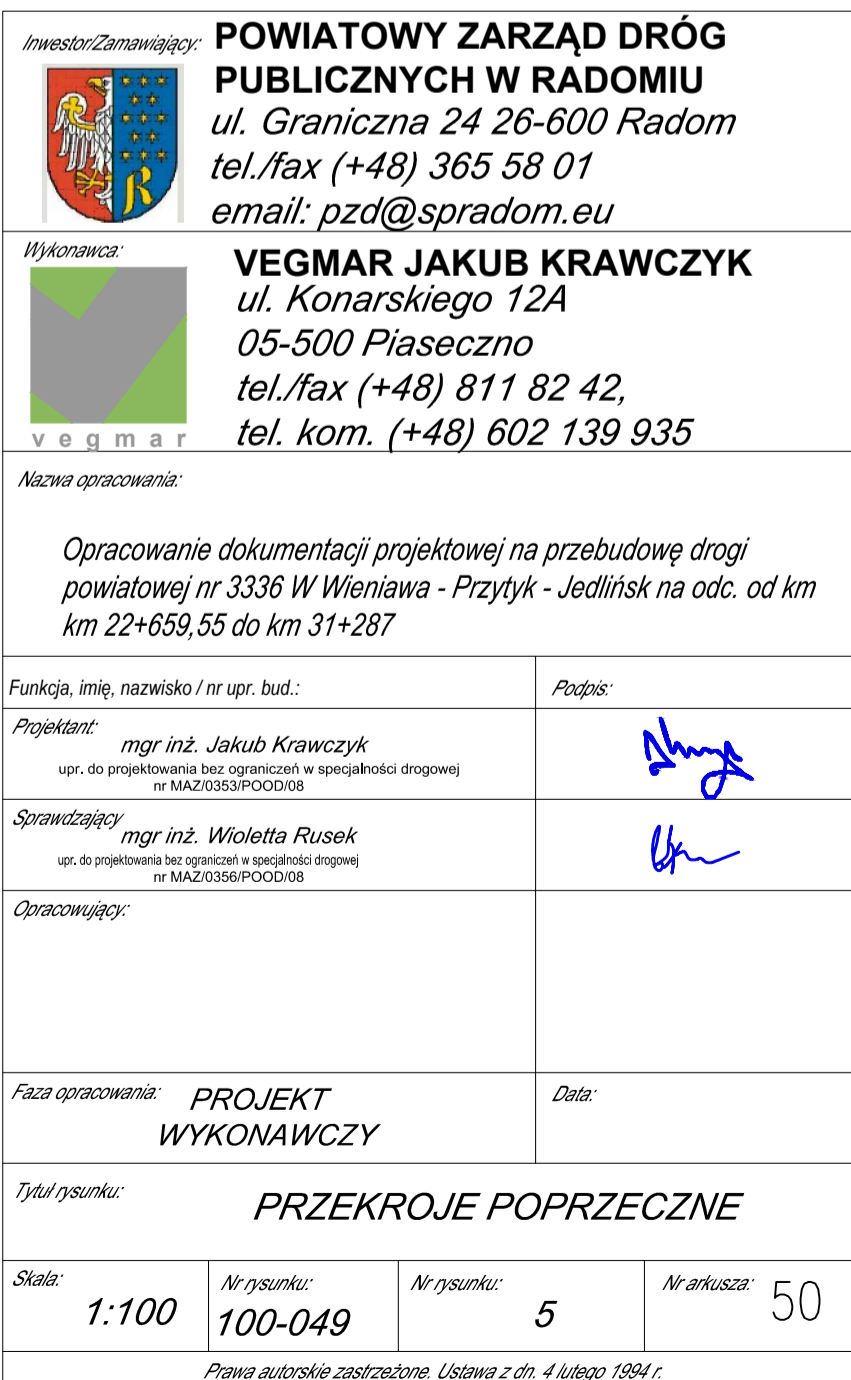 Inwestor/Zamawiający: POWIATOWY ZARZĄD DRÓG
PUBLICZNYCH W RADOMIU
ul. Graniczna 24 26-600 Radom
tel./fax (+48) 365 58 01
email: pzd@spradom.eu
R
Wykonawca:
VEGMAR JAKUB KRAWCZYK
ul. Konarskiego 12A
05-500 Piaseczno
tel./fax (+48) 811 82 42,
tel. kom. (+48) 602 139 935
vegmar
Nazwa opracowania:
Opracowanie dokumentacji projektowej na przebudowę drogi
powiatowej nr 3336 W Wieniawa - Przytyk - Jedlińsk na odc. od km
km 22+659,55 do km 31+287
Funkcja, imię, nazwisko / nr upr. bud.: Podpis:
Projektant:
mgr inż. Jakub Krawczyk
upr. do projektowania bez ograniczeń w specjalności drogowej
nr MAZ/0353/POOD/08
Sprawdzający
mgr inż. Wioletta Rusek
upr. do projektowania bez ograniczeń w specjalności drogowej
nr MAZ/0356/POOD/08
Opracowujący:
Faza opracowania: PROJEKT
WYKONAWCZY
Data:
Tytuł rysunku:
PRZEKROJE POPRZECZNE
Skala:
1:100
Nr rysunku:
100-049
Nr rysunku:
5
Nr arkusza: 50
Prawa autorskie zastrzeżone. Ustawa z dn. 4 lutego 1994 r.